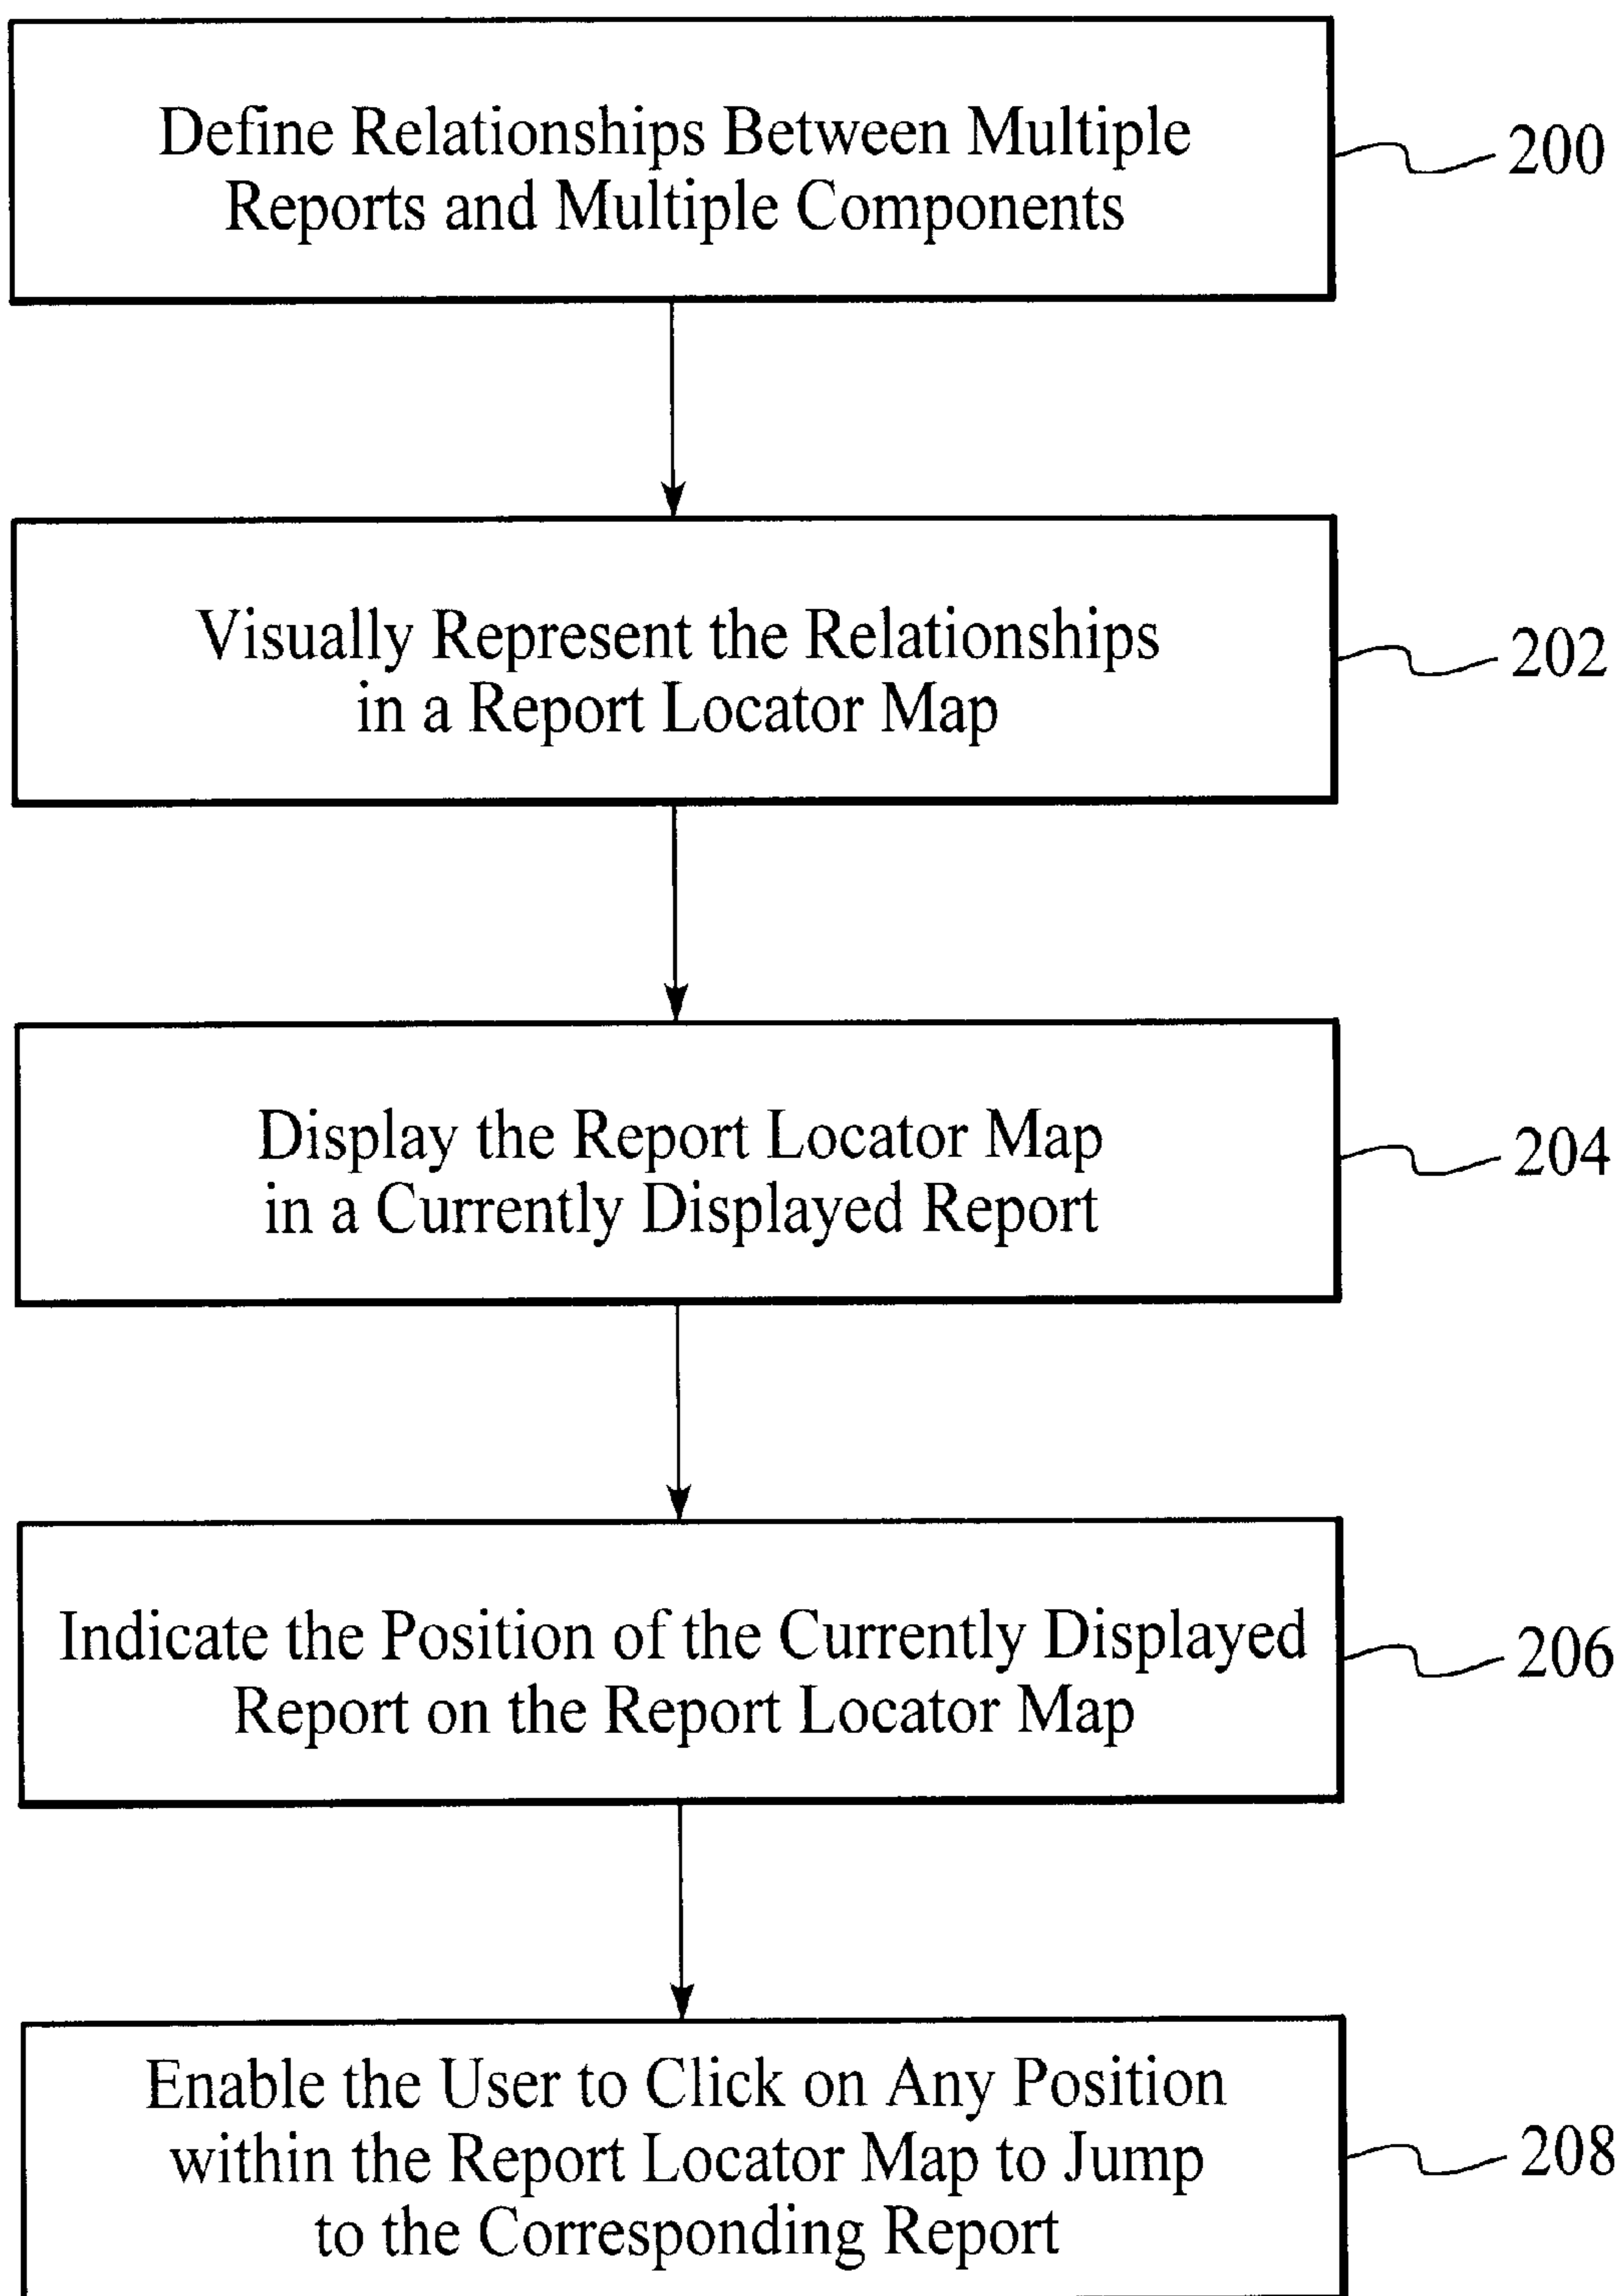 Define Relationships Between Multiple
Reports and Multiple Components
200
Visually Represent the Relationships
in a Report Locator Map
202
Display the Report Locator Map
in a Currently Displayed Report
204
Indicate the Position of the Currently Displayed
Report on the Report Locator Map
206
Enable the User to Click on Any Position
within the Report Locator Map to Jump
to the Corresponding Report
208